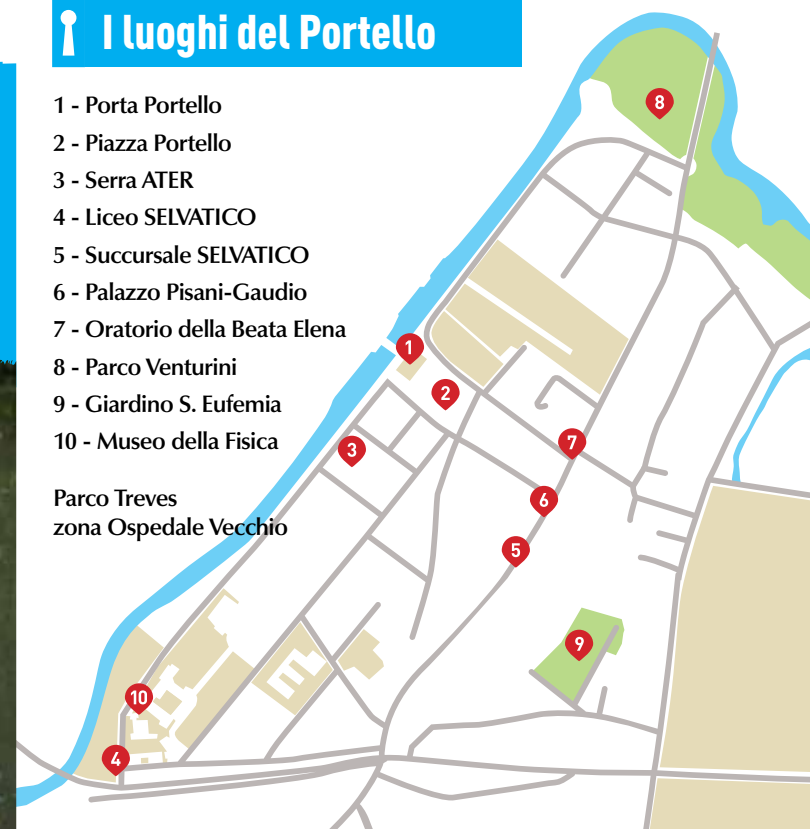 I luoghi del Portello
1 - Porta Portello
2 - Piazza Portello
3 - Serra ATER
4 - Liceo SELVATICO
5 - Succursale SELVATICO
6 - Palazzo Pisani-Gaudio
7 - Oratorio della Beata Elena
8 - Parco Venturini
9 - Giardino S. Eufemia
10 - Museo della Fisica
Parco Treves
zona Ospedale Vecchio
8
1
2
7
3
6
5
9
10
4